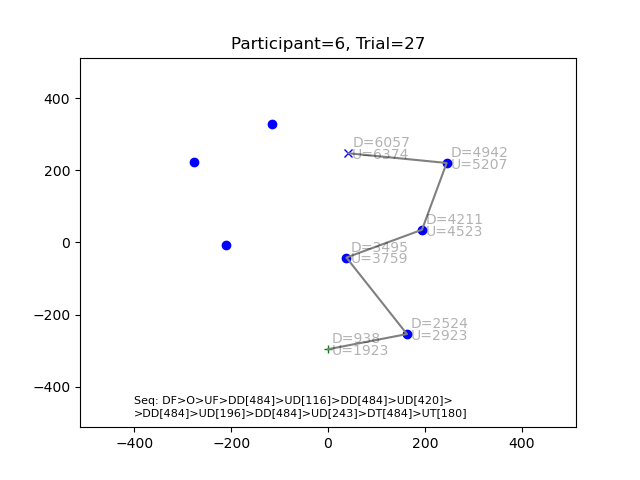 Participant=6, Trial=27
400
200
0
−200
−400
D=6057
U=6374
D=4942
U=5207
D=4211
U=4523
D=3495
U=3759
D=2524
U=2923
D=938
U=1923
Seq: DF>O>UF>DD[484]>UD[116]>DD[484]>UD[420]>
>DD[484]>UD[196]>DD[484]>UD[243]>DT[484]>UT[180]
−400 −200 0 200 400